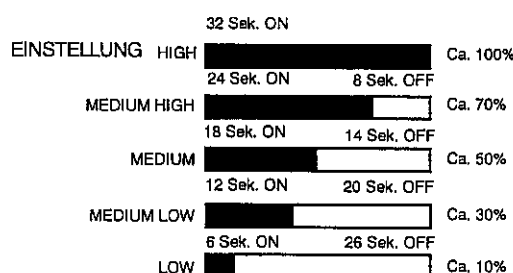 32 Sek. ON
EINSTELLUNG HIGH Ca. 100%
24 Sek. ON 8 Sek. OFF
MEDIUM HIGH Ca. 70%
18 Sek. ON 14 Sek. OFF
MEDIUM Ca. 50%
12 Sek. ON 20 Sek. OFF
MEDIUM LOW Ca. 30%
6 Sek. ON 26 Sek. OFF
LOW Ca. 10%